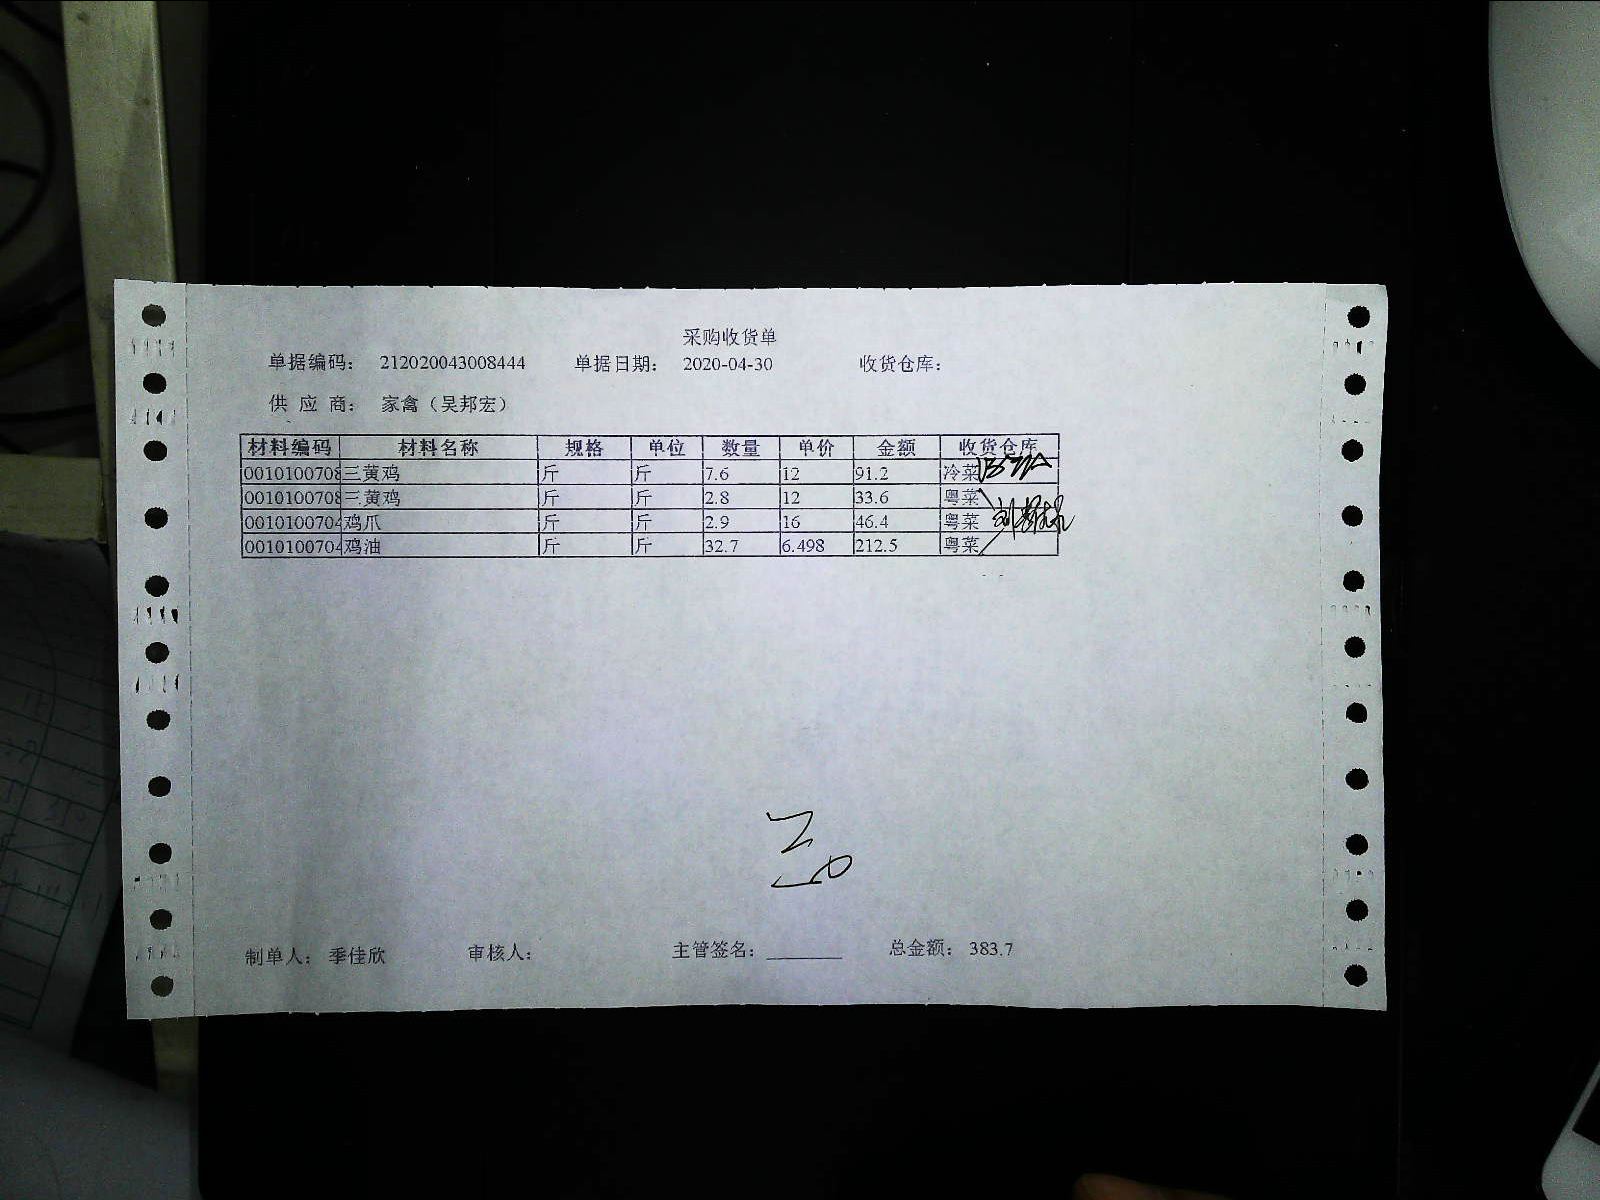 采购收货单
单据编码： 212020043008444 单据日期： 2020-04-30 收货仓库：
供 应 商： 家禽（吴邦宏）
材料编码 材料名称 规格 单位 数量 单价 金额 收货仓库
0010100708 三黄鸡 斤 斤 7.6 12 91.2 冷菜
0010100708 三黄鸡 斤 斤 2.8 12 33.6 粤菜
0010100704 鸡爪 斤 斤 2.9 16 46.4 粤菜
0010100704 鸡油 斤 斤 32.7 6.498 212.5 粤菜
制单人： 季佳欣 审核人： 主管签名： 总金额： 383.7